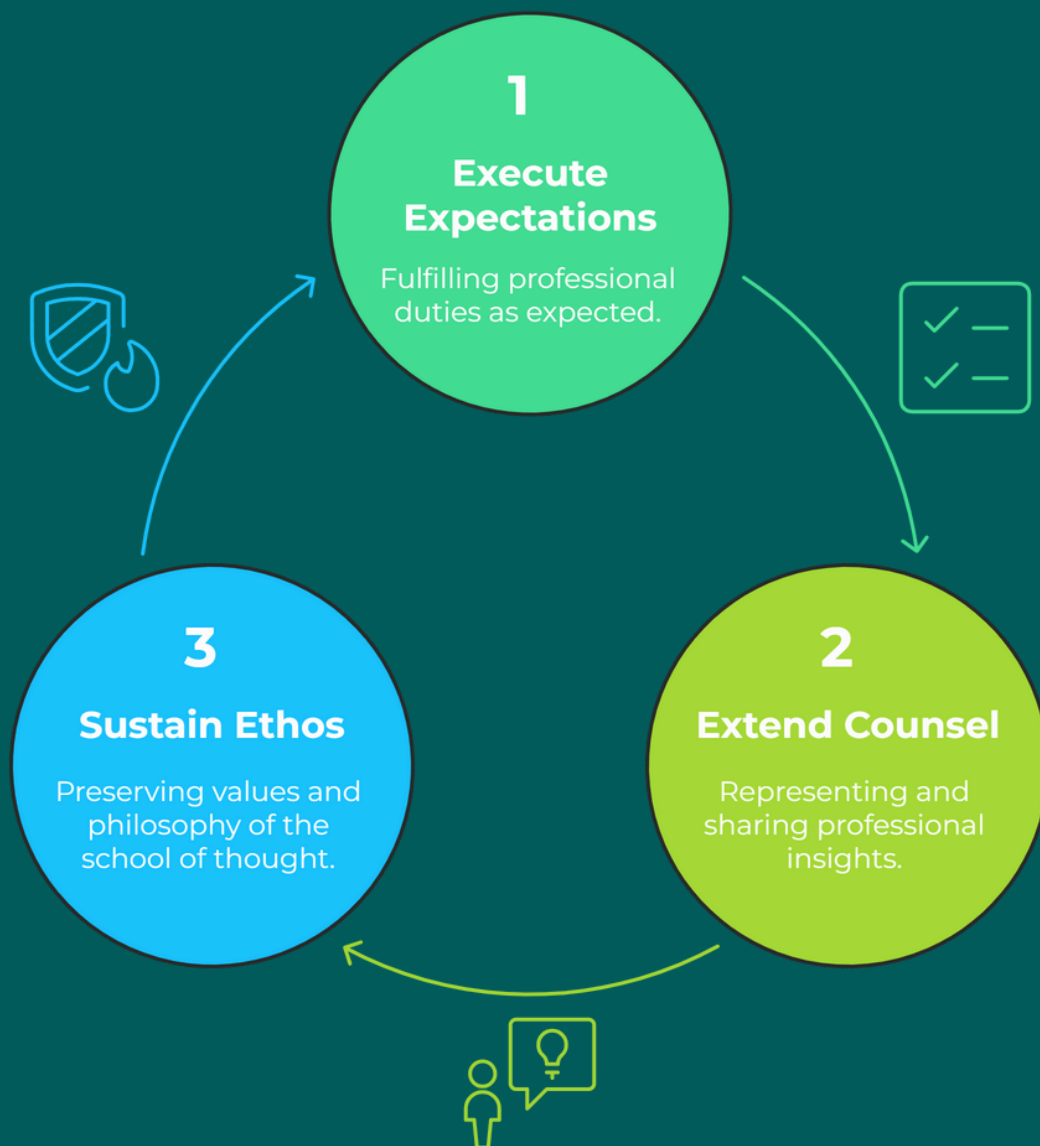 1
Execute
Expectations
Fulfilling professional
duties as expected.
2
Extend Counsel
Representing and
sharing professional
insights.
3
Sustain Ethos
Preserving values and
philosophy of the
school of thought.